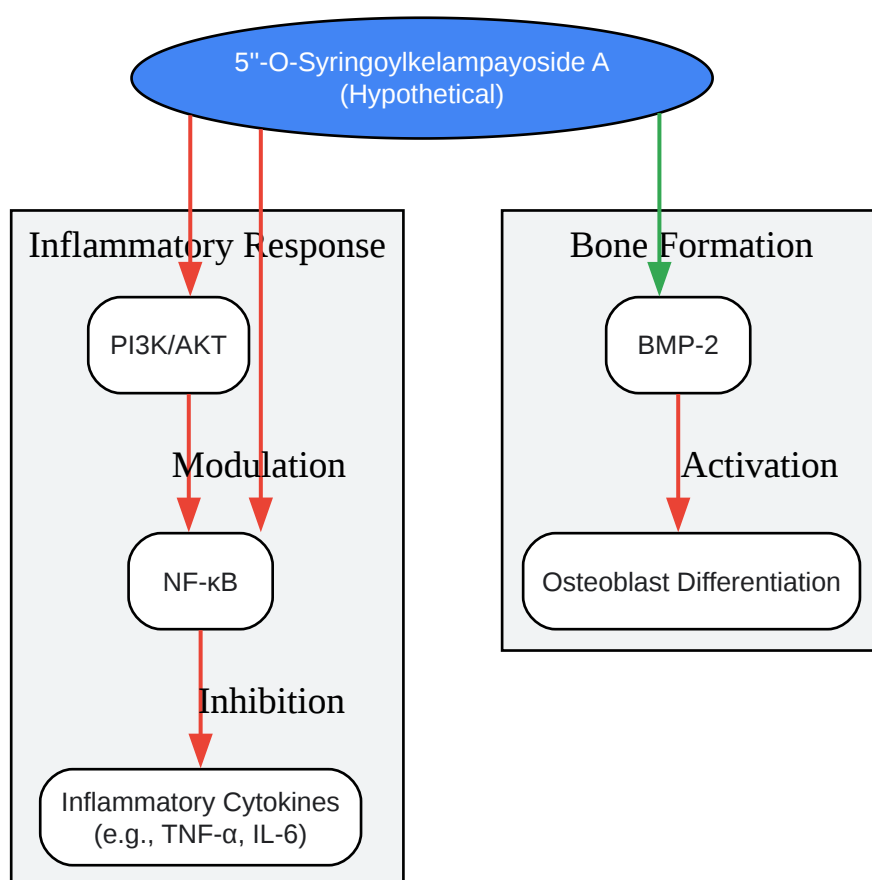 5"-O-Syringoylkelampayoside A
(Hypothetical)
Inflammatory Response
PI3K/AKT
Modulation
NF-κB
Inhibition
Inflammatory Cytokines
(e.g., TNF-α, IL-6)
Bone Formation
BMP-2
Activation
Osteoblast Differentiation